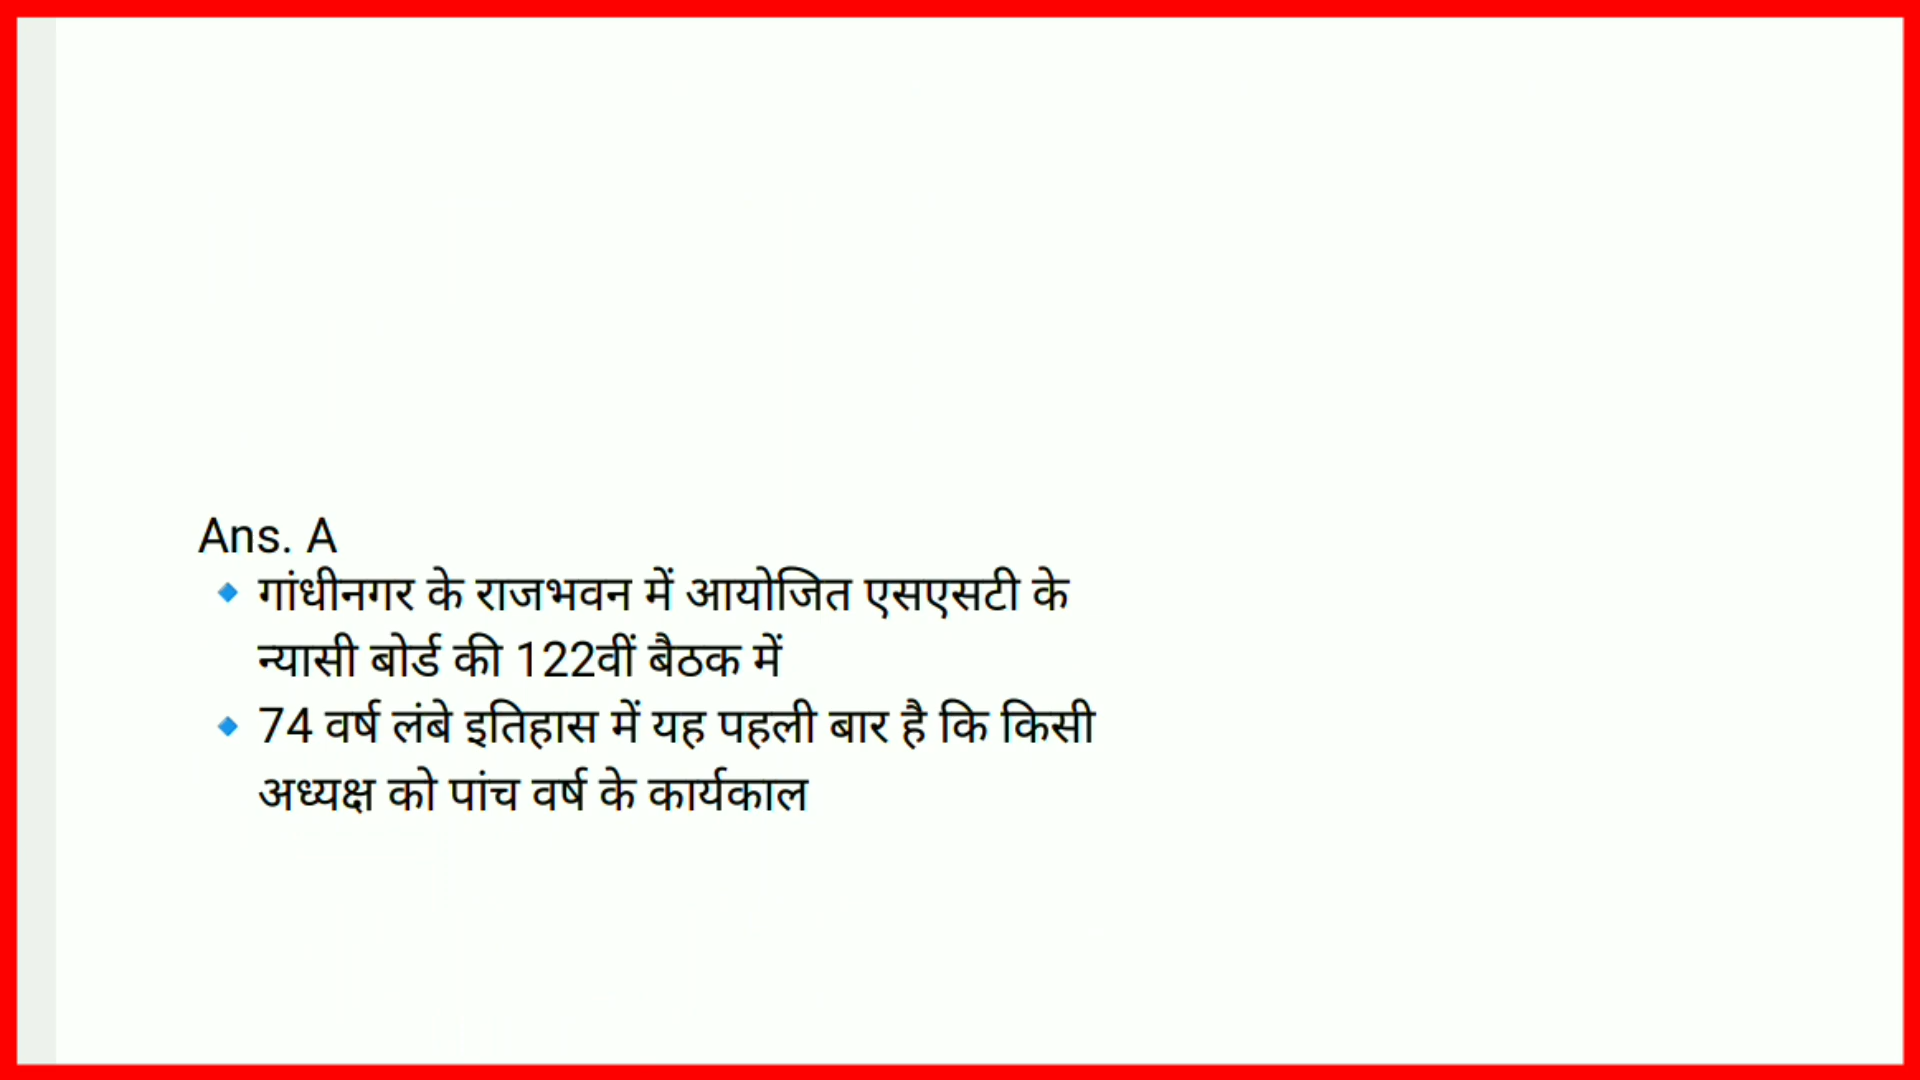 Ans. A
🔹 गांधीनगर के राजभवन में आयोजित एसएसटी के
न्यासी बोर्ड की 122वीं बैठक में
🔹 74 वर्ष लंबे इतिहास में यह पहली बार है कि किसी
अध्यक्ष को पांच वर्ष के कार्यकाल